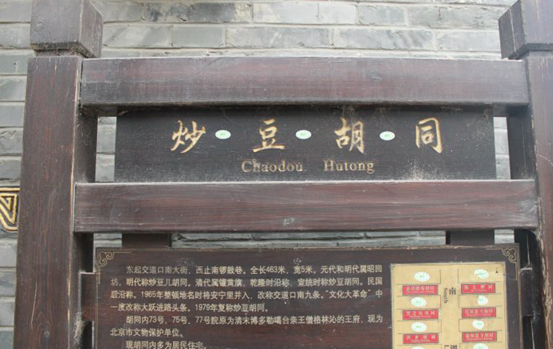 炒豆胡同
Chaodou Hutong
东起交道口南大街，西止南锣鼓巷，全长463米，宽5米。元代和明代属昭回
坊，明代称炒豆儿胡同，清代属镶黄旗，乾隆时沿称，宣统时称炒豆胡同。民国
后沿称。1965年整镇地名时将安宁里并入，改称交道口南九条，"文化大革命"中
一度改称大跃进路头条。1979年复称炒豆胡同。
胡同内73号、75号、77号院原为清末博多勒噶台亲王僧格林沁的王府，现为
北京市文物保护单位。
现胡同内多为居民住宅。
南